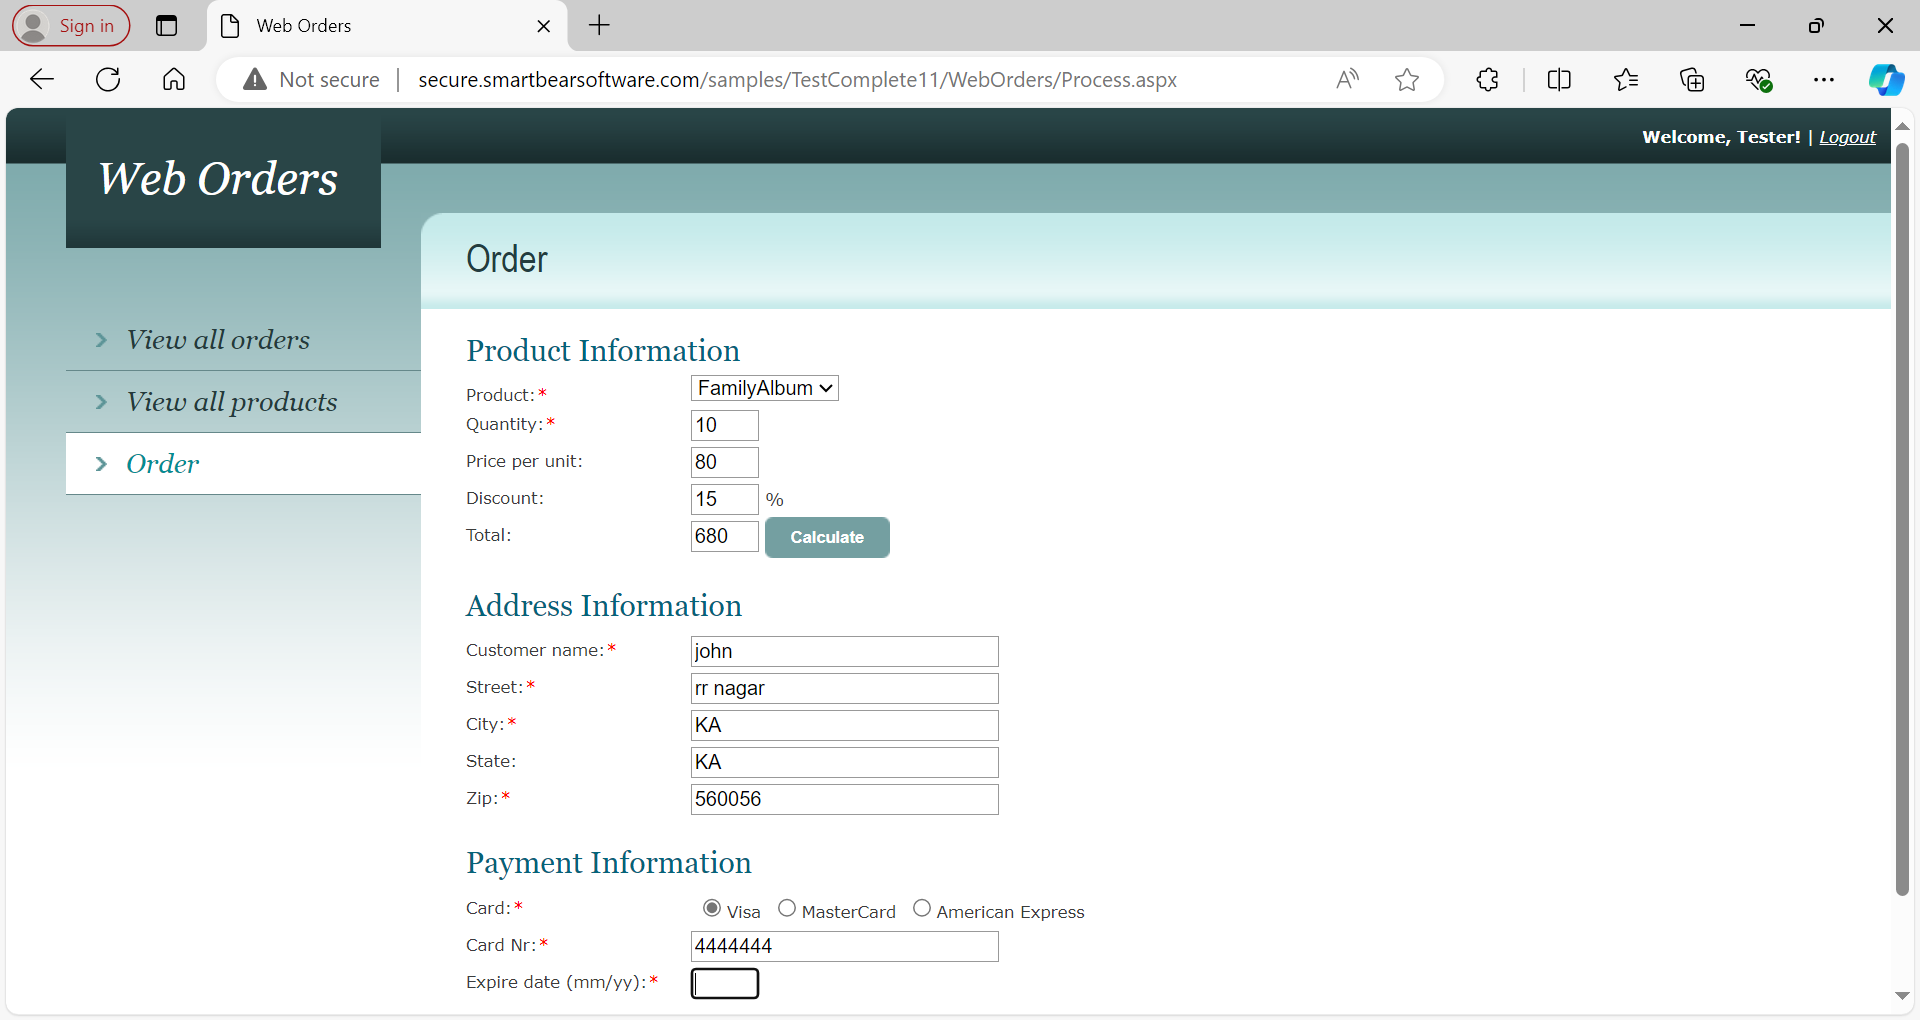 Sign in
Web Orders
Not secure
secure.smartbearsoftware.com/samples/TestComplete11/WebOrders/Process.aspx
Welcome, Tester! | Logout
Web Orders
Order
View all orders
View all products
Order
Product Information
Product:* FamilyAlbum
Quantity:* 10
Price per unit: 80
Discount: 15 %
Total: 680 Calculate
Address Information
Customer name:* john
Street:* rr nagar
City:* KA
State: KA
Zip:* 560056
Payment Information
Card:* Visa MasterCard American Express
Card Nr:* 4444444
Expire date (mm/yy):*